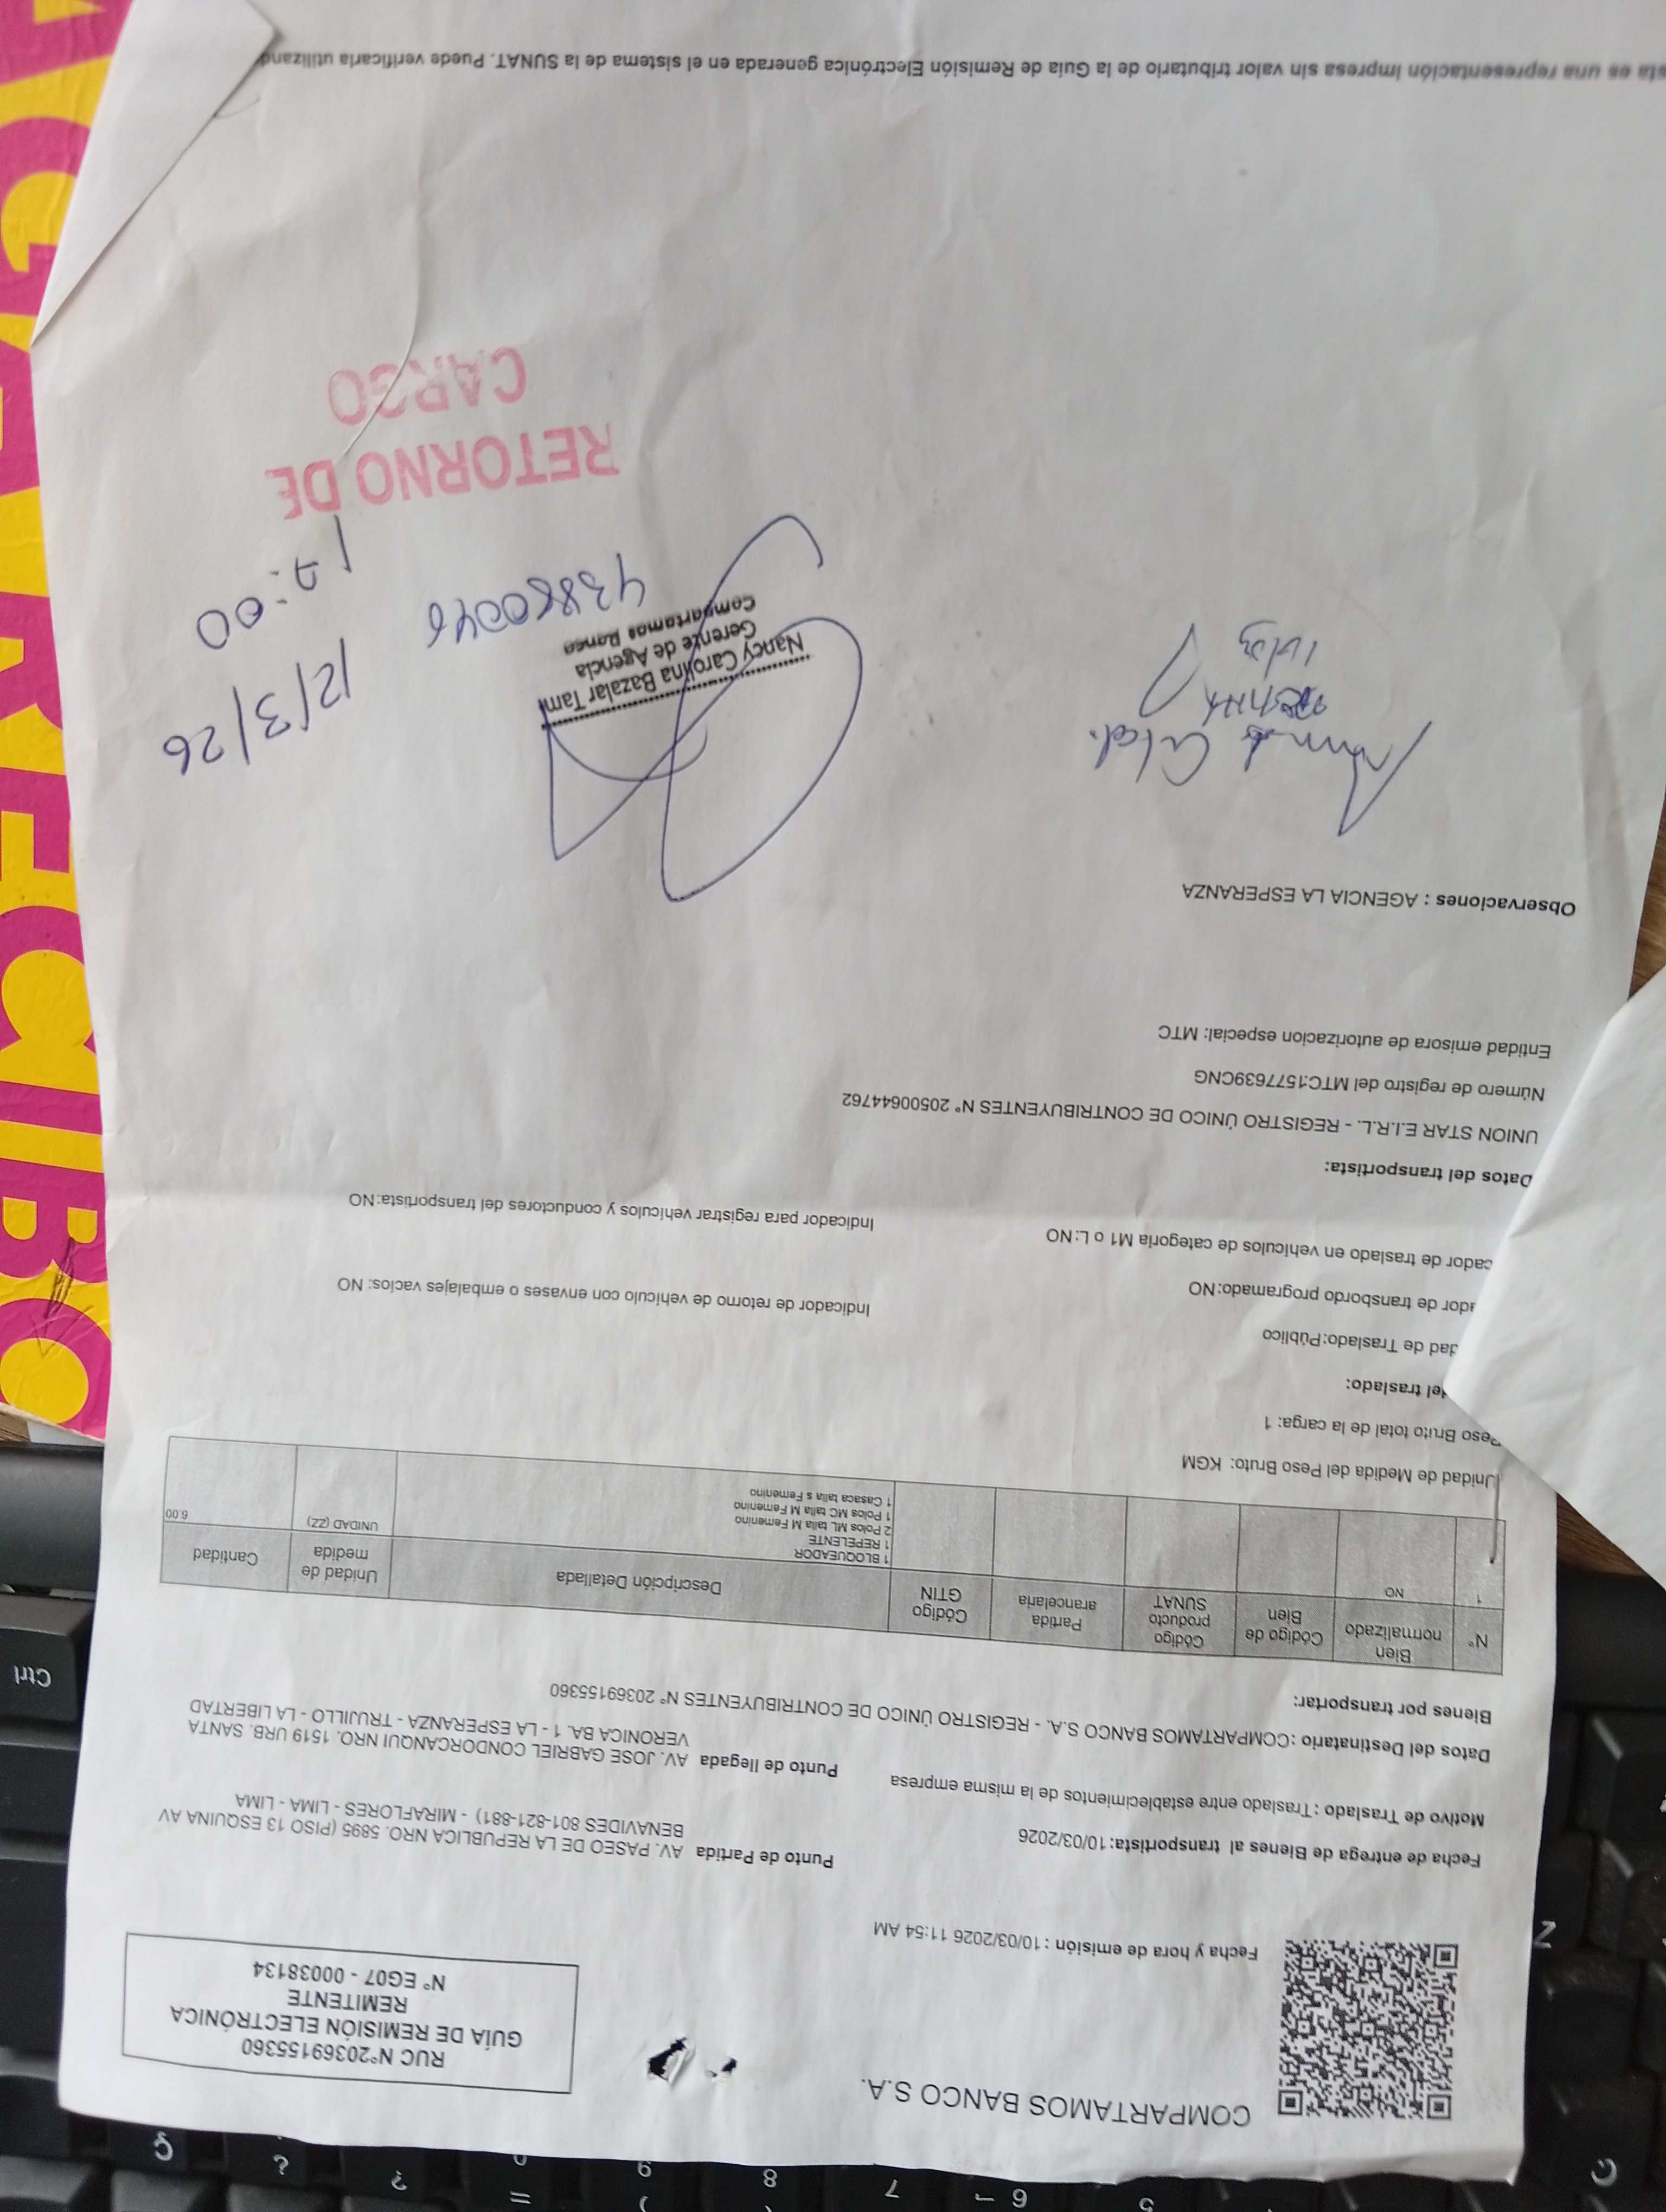 COMPARTAMOS BANCO S.A.
RUC N°20369155360
GUÍA DE REMISIÓN ELECTRÓNICA
REMITENTE
N° EG07 - 00038134
Fecha y hora de emisión : 10/03/2026 11:54 AM
Fecha de entrega de Bienes al transportista: 10/03/2026
Punto de Partida AV. PASEO DE LA REPUBLICA NRO. 5895 (PISO 13 ESQUINA AV
BENAVIDES 801-821-881) - MIRAFLORES - LIMA - LIMA
Motivo de Traslado : Traslado entre establecimientos de la misma empresa
Punto de llegada AV. JOSE GABRIEL CONDORCANQUI NRO. 1519 URB. SANTA
VERONICA BA. 1 - LA ESPERANZA - TRUJILLO - LA LIBERTAD
Datos del Destinatario : COMPARTAMOS BANCO S.A. - REGISTRO ÚNICO DE CONTRIBUYENTES N° 20369155360
Bienes por transportar:
N° Bien normalizado Código de Bien Código producto SUNAT Partida arancelaria Código GTIN Descripción Detallada Unidad de medida Cantidad
1 NO 1 BLOQUEADOR UNIDAD (ZZ) 6.00
1 REPELENTE
2 Polos ML talla M Femenino
1 Polos MC talla M Femenino
1 Casaca talla s Femenino
Unidad de Medida del Peso Bruto: KGM
Peso Bruto total de la carga: 1
del traslado:
dad de Traslado:Público
ador de transbordo programado:NO
Indicador de retorno de vehículo con envases o embalajes vacíos: NO
cador de traslado en vehículos de categoría M1 o L:NO
Indicador para registrar vehículos y conductores del transportista:NO
Datos del transportista:
UNION STAR E.I.R.L. - REGISTRO ÚNICO DE CONTRIBUYENTES N° 20500644762
Número de registro del MTC:1577639CNG
Entidad emisora de autorizacion especial: MTC
Observaciones : AGENCIA LA ESPERANZA
12/3/26
12:00
Nancy Carolina Bazalar Tami
Gerente de Agencia
Compartamos Banco
RETORNO DE
CARGO
sta es una representación impresa sin valor tributario de la Guía de Remisión Electrónica generada en el sistema de la SUNAT. Puede verificarla utilizand
RECIBO
Ctrl